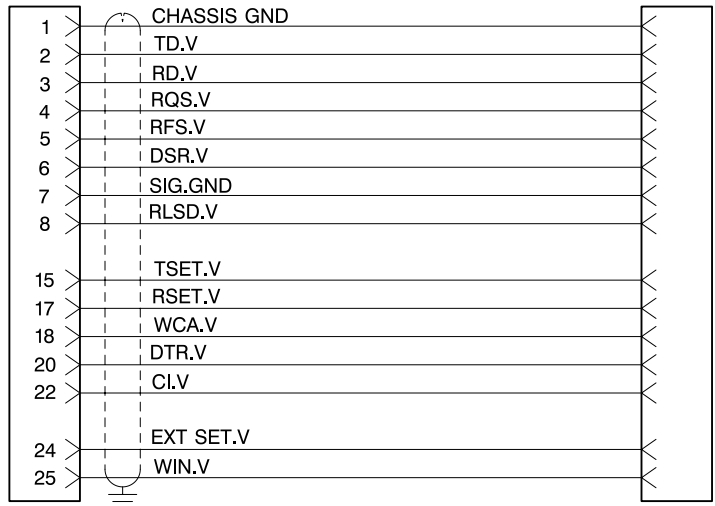 1 CHASSIS GND
2 TD.V
3 RD.V
4 RQS.V
5 RFS.V
6 DSR.V
7 SIG.GND
8 RLSD.V
15 TSET.V
17 RSET.V
18 WCA.V
20 DTR.V
22 CI.V
24 EXT SET.V
25 WIN.V